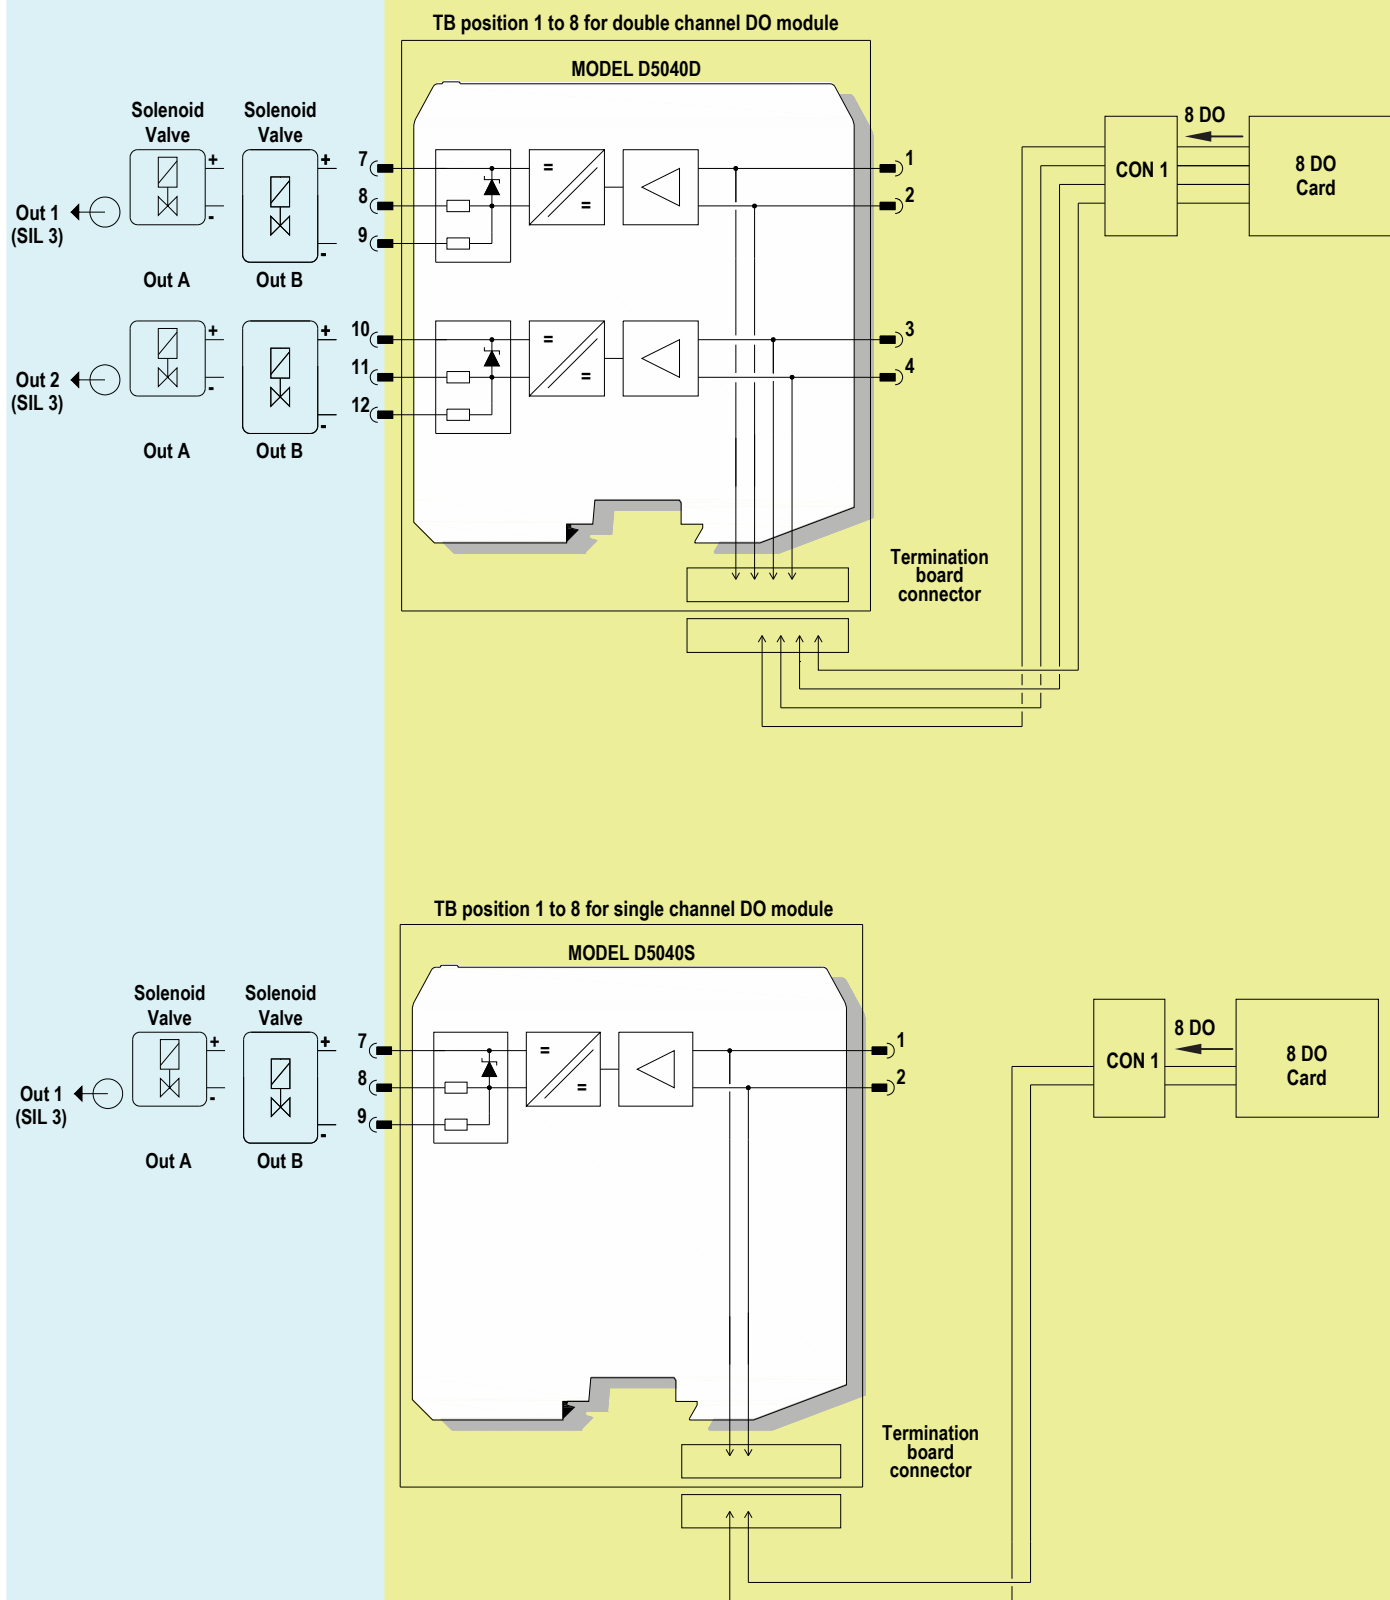 TB position 1 to 8 for double channel DO module
MODEL D5040D
Solenoid
Valve
Solenoid
Valve
+
+
-
-
Out 1
(SIL 3)
Out A
Out B
7
8
9
=
=
1
2
+
+
-
-
Out 2
(SIL 3)
Out A
Out B
10
11
12
=
=
3
4
8 DO
CON 1
8 DO
Card
Termination
board
connector
TB position 1 to 8 for single channel DO module
MODEL D5040S
Solenoid
Valve
Solenoid
Valve
+
+
-
-
Out 1
(SIL 3)
Out A
Out B
7
8
9
=
=
1
2
8 DO
CON 1
8 DO
Card
Termination
board
connector